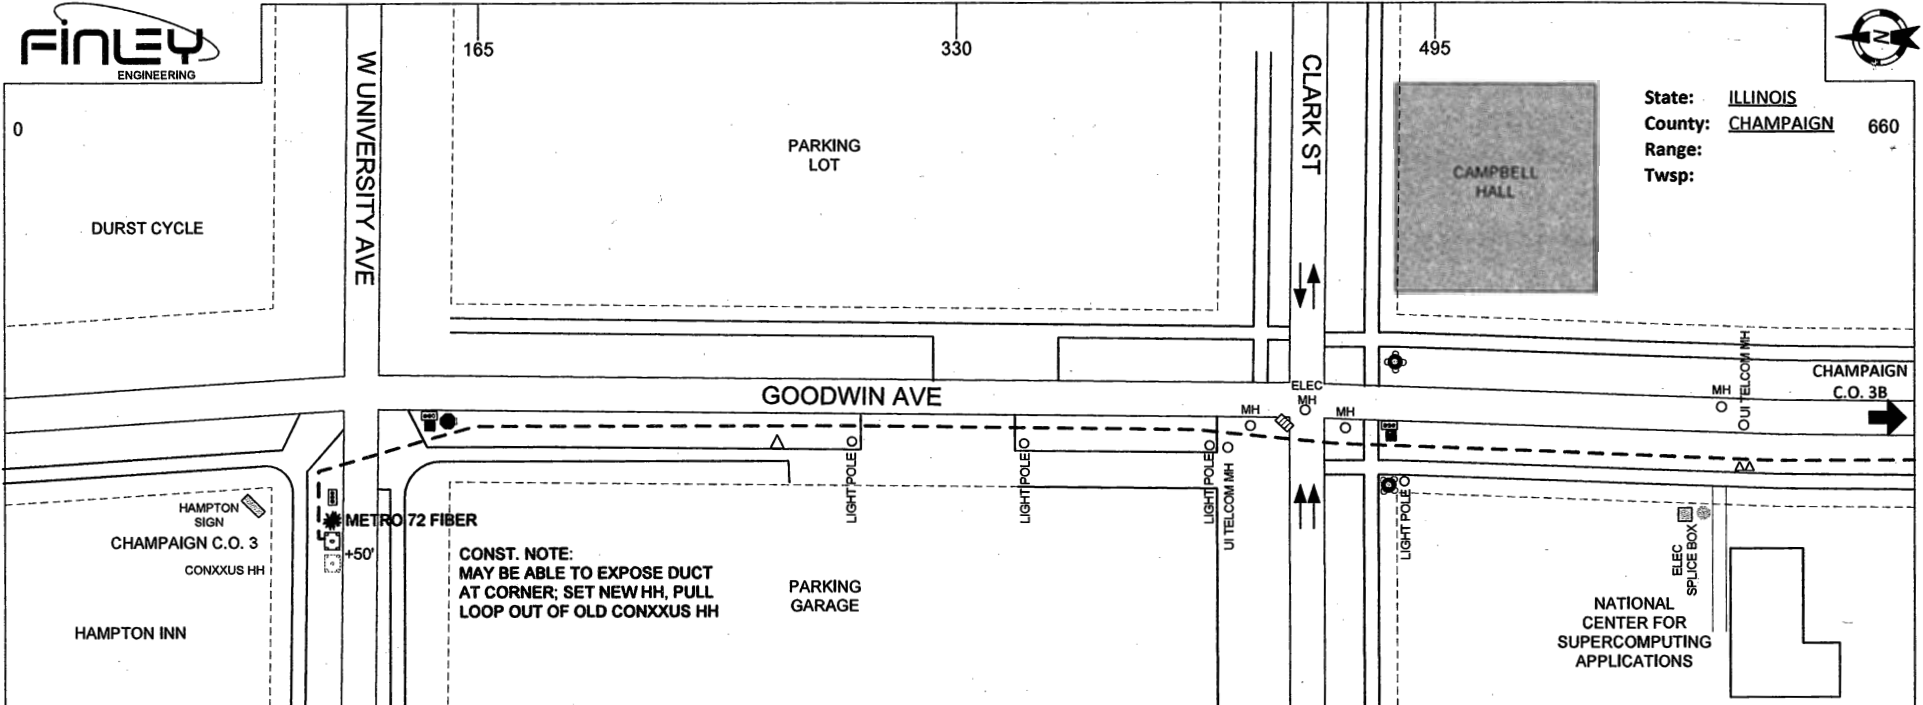 FINLEY
ENGINEERING
165
330
495
0
W UNIVERSITY AVE
PARKING
LOT
CLARK ST
CAMPBELL
HALL
N
State: ILLINOIS
County: CHAMPAIGN
660
Range:
Twsp:
DURST CYCLE
GOODWIN AVE
ELEC
MH
MH
MH
MH
UI TELCOM MH
CHAMPAIGN
C.O. 3B
HAMPTON
SIGN
METRO 72 FIBER
CHAMPAIGN C.O. 3
+50'
CONXXUS HH
HAMPTON INN
CONST. NOTE:
MAY BE ABLE TO EXPOSE DUCT
AT CORNER; SET NEW HH, PULL
LOOP OUT OF OLD CONXXUS HH
PARKING
GARAGE
LIGHT POLE
LIGHT POLE
LIGHT POLE
UI TELCOM MH
LIGHT POLE
ELEC
SPLICE BOX
NATIONAL
CENTER FOR
SUPERCOMPUTING
APPLICATIONS